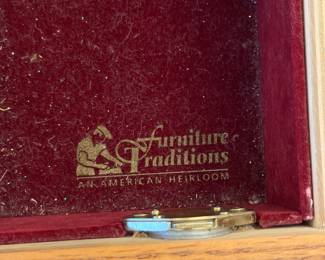 Furniture
Traditions
AN AMERICAN HEIRLOOM